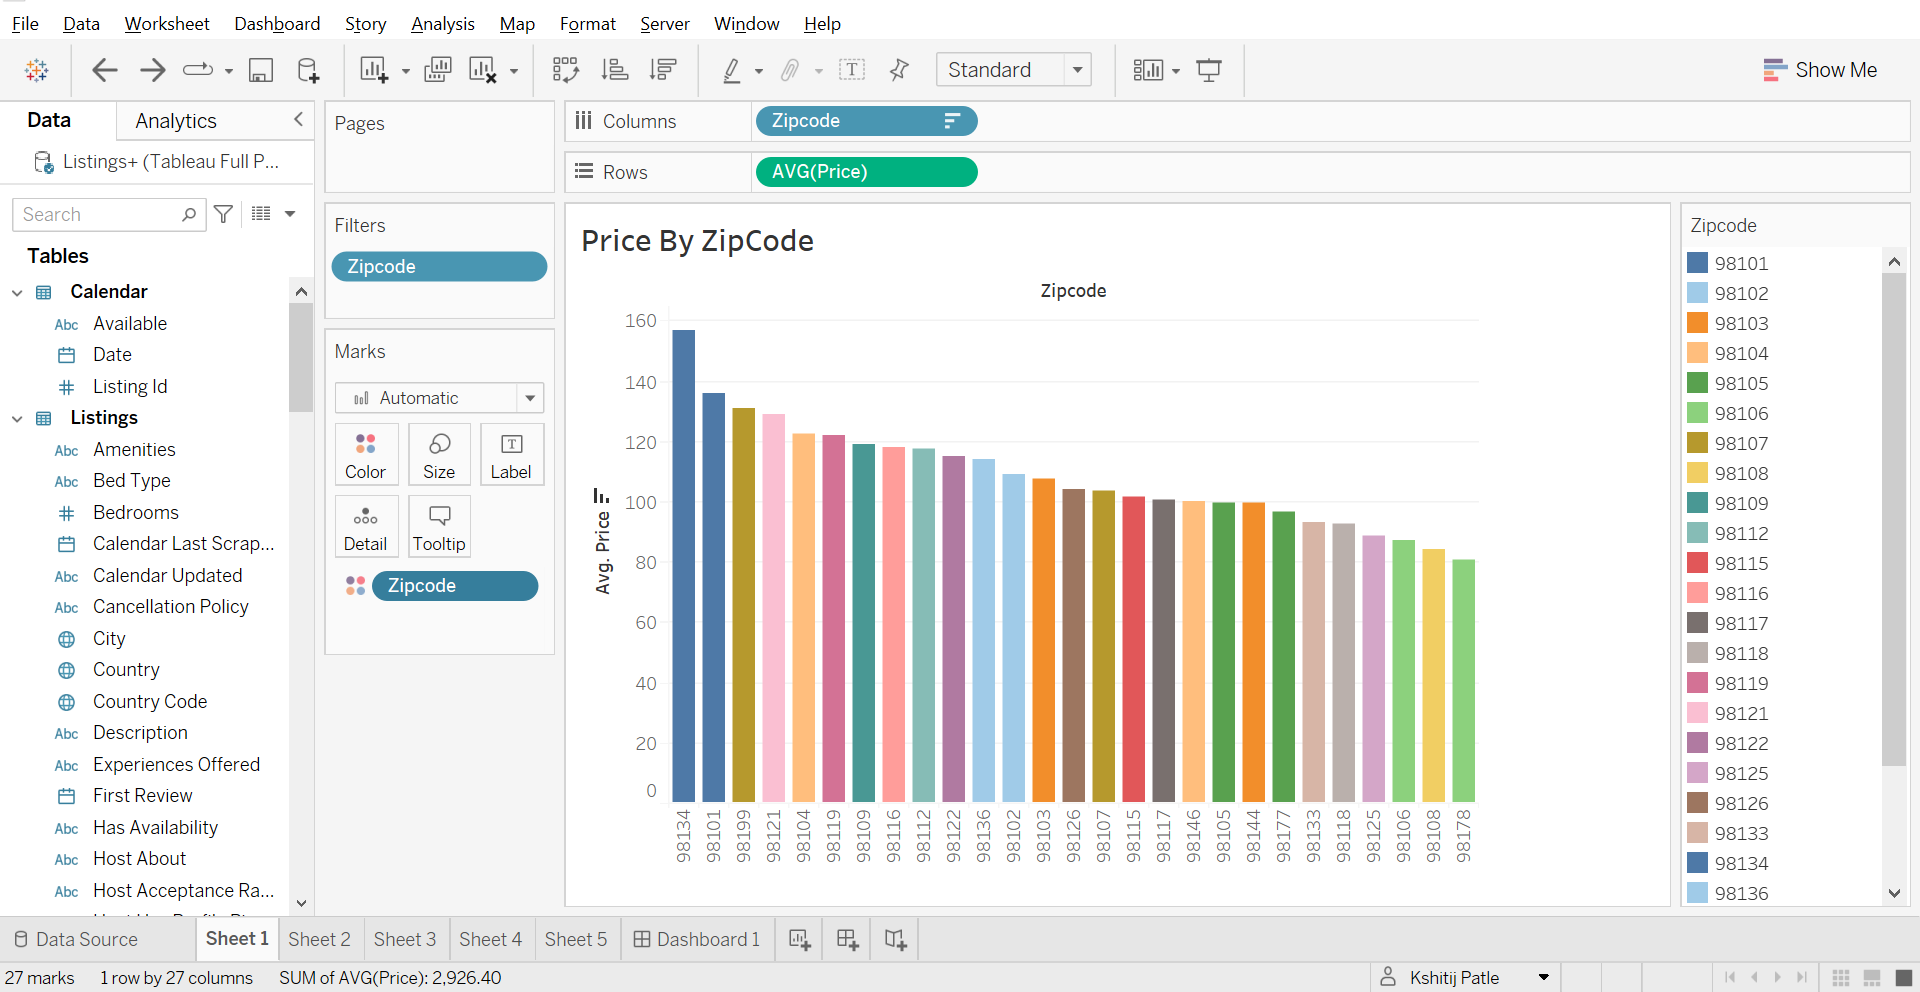 File Data Worksheet Dashboard Story Analysis Map Format Server Window Help
Standard
Show Me
Data Analytics
Listings+ (Tableau Full P...
Search
Tables
Calendar
Abc Available
Date
Listing Id
Listings
Abc Amenities
Abc Bed Type
Bedrooms
Calendar Last Scrap...
Abc Calendar Updated
Abc Cancellation Policy
City
Country
Country Code
Abc Description
Abc Experiences Offered
First Review
Abc Has Availability
Abc Host About
Abc Host Acceptance Ra...
Pages
Filters
Zipcode
Marks
Automatic
Color Size Label
Detail Tooltip
Zipcode
Columns Zipcode
Rows AVG(Price)
Price By ZipCode
Zipcode
Avg. Price
160
140
120
100
80
60
40
20
0
98134 98101 98199 98121 98104 98119 98109 98116 98112 98122 98136 98102 98103 98126 98107 98115 98117 98146 98105 98144 98177 98133 98118 98125 98106 98108 98178
Zipcode
98101
98102
98103
98104
98105
98106
98107
98108
98109
98112
98115
98116
98117
98118
98119
98121
98122
98125
98126
98133
98134
98136
Data Source Sheet 1 Sheet 2 Sheet 3 Sheet 4 Sheet 5 Dashboard 1
27 marks 1 row by 27 columns SUM of AVG(Price): 2,926.40 Kshitij Patle